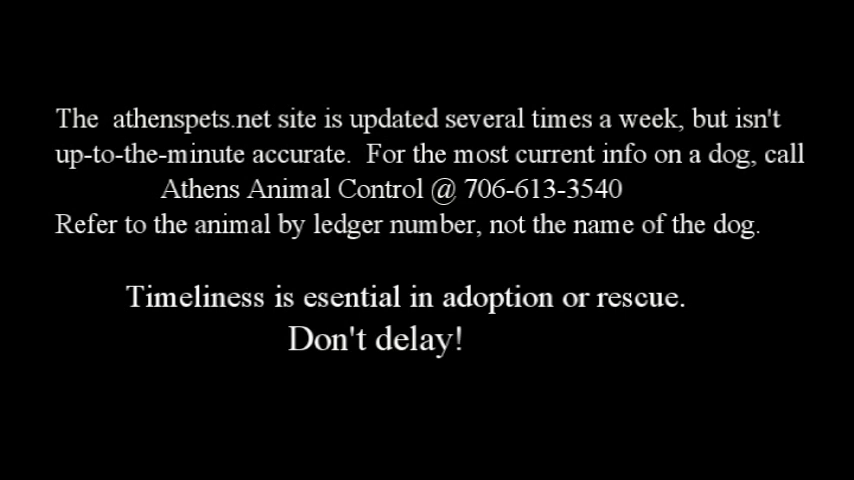 The  athenspets.net site is updated several times a week, but isn't
up-to-the-minute accurate.  For the most current info on a dog, call
Athens Animal Control @ 706-613-3540
Refer to the animal by ledger number, not the name of the dog.
Timeliness is esential in adoption or rescue.
Don't delay!